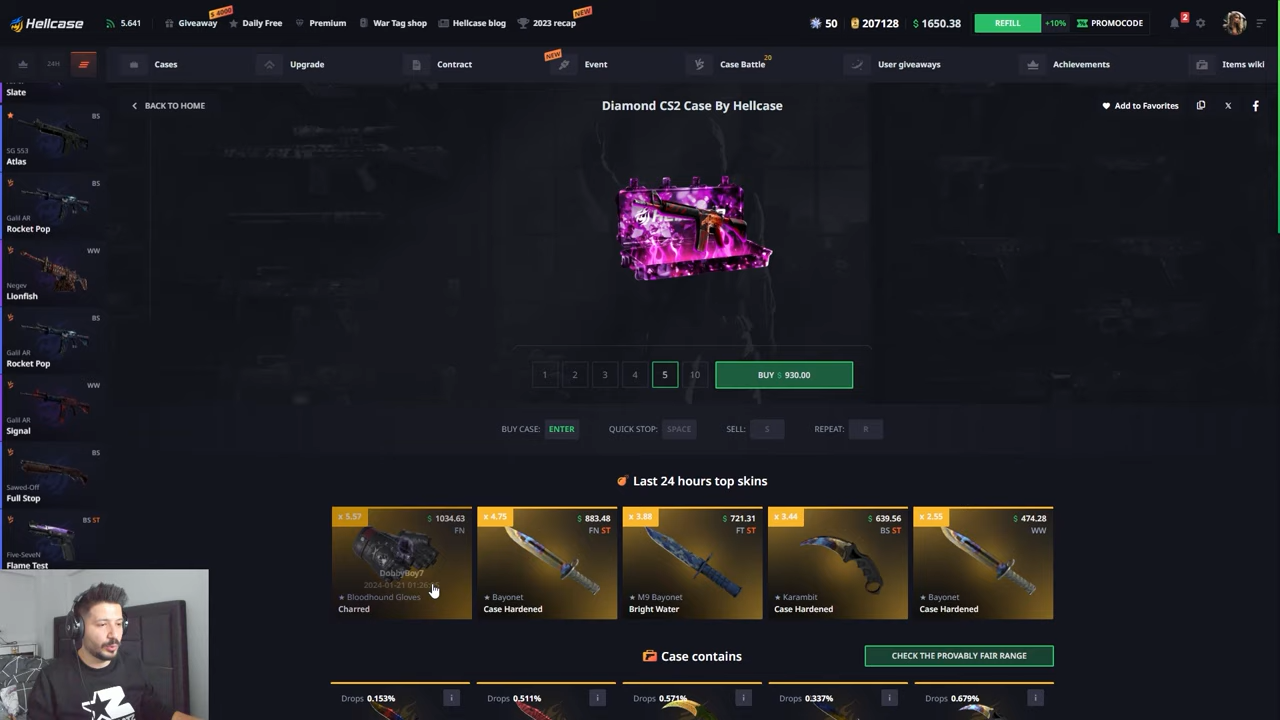 Hellcase
5.641
$ 4000
Giveaway
Daily Free
Premium
War Tag shop
Hellcase blog
NEW
2023 recap
50
207128
$ 1650.38
REFILL
+10%
PROMOCODE
2
24H
Cases
Upgrade
Contract
NEW
Event
Case Battle
20
User giveaways
Achievements
Items wiki
Slate
BS
SG 553
Atlas
BS
Galil AR
Rocket Pop
WW
Negev
Lionfish
BS
Galil AR
Rocket Pop
WW
Galil AR
Signal
BS
Sawed-Off
Full Stop
BS ST
Five-SeveN
Flame Test
BACK TO HOME
Diamond CS2 Case By Hellcase
Add to Favorites
1
2
3
4
5
10
BUY $ 930.00
BUY CASE:
ENTER
QUICK STOP:
SPACE
SELL:
S
REPEAT:
R
Last 24 hours top skins
x 5.57
$ 1034.63
FN
DobbyBoy7
★ Bloodhound Gloves
Charred
x 4.75
$ 883.48
FN ST
★ Bayonet
Case Hardened
x 3.88
$ 721.31
FT ST
★ M9 Bayonet
Bright Water
x 3.44
$ 639.56
BS ST
★ Karambit
Case Hardened
x 2.55
$ 474.28
WW
★ Bayonet
Case Hardened
Case contains
CHECK THE PROVABLY FAIR RANGE
Drops 0.153%
i
Drops 0.511%
i
Drops 0.571%
i
Drops 0.337%
i
Drops 0.679%
i